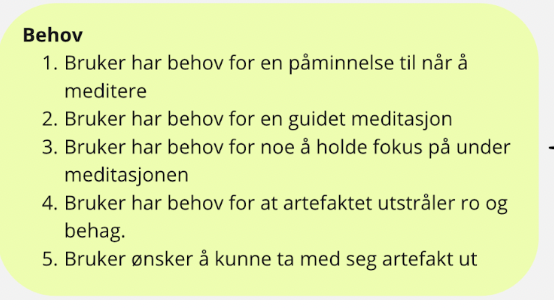 Behov
1. Bruker har behov for en påminnelse til når å
meditere
2. Bruker har behov for en guidet meditasjon
3. Bruker har behov for noe å holde fokus på under
meditasjonen
4. Bruker har behov for at artefaktet utstråler ro og
behag.
5. Bruker ønsker å kunne ta med seg artefakt ut